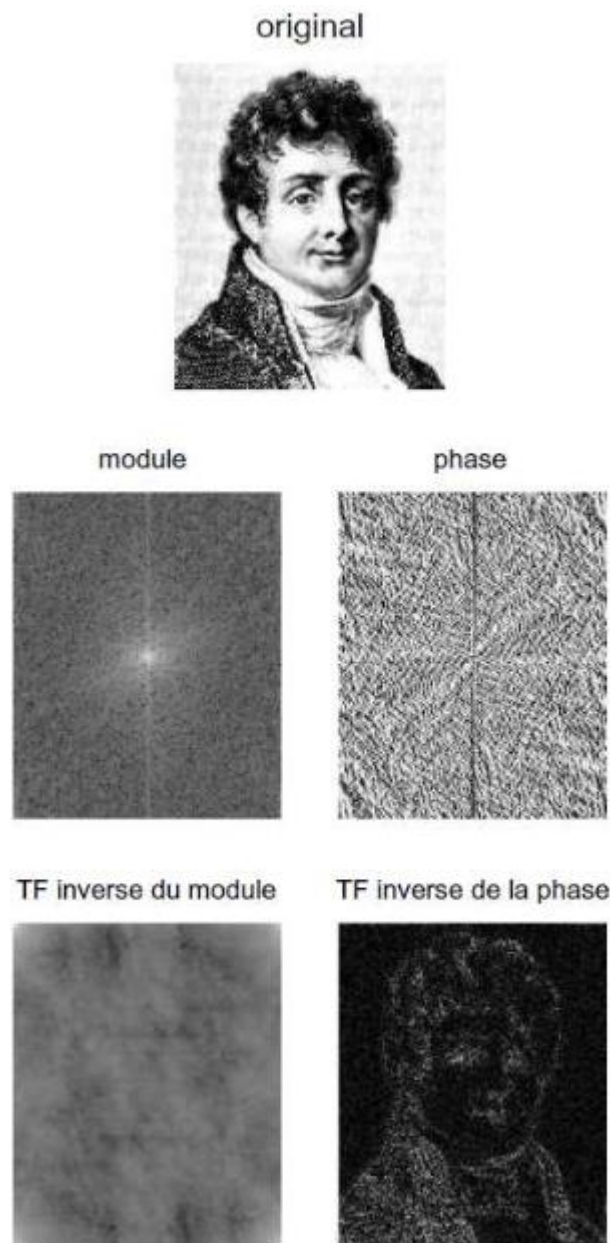 original
module
phase
TF inverse du module
TF inverse de la phase